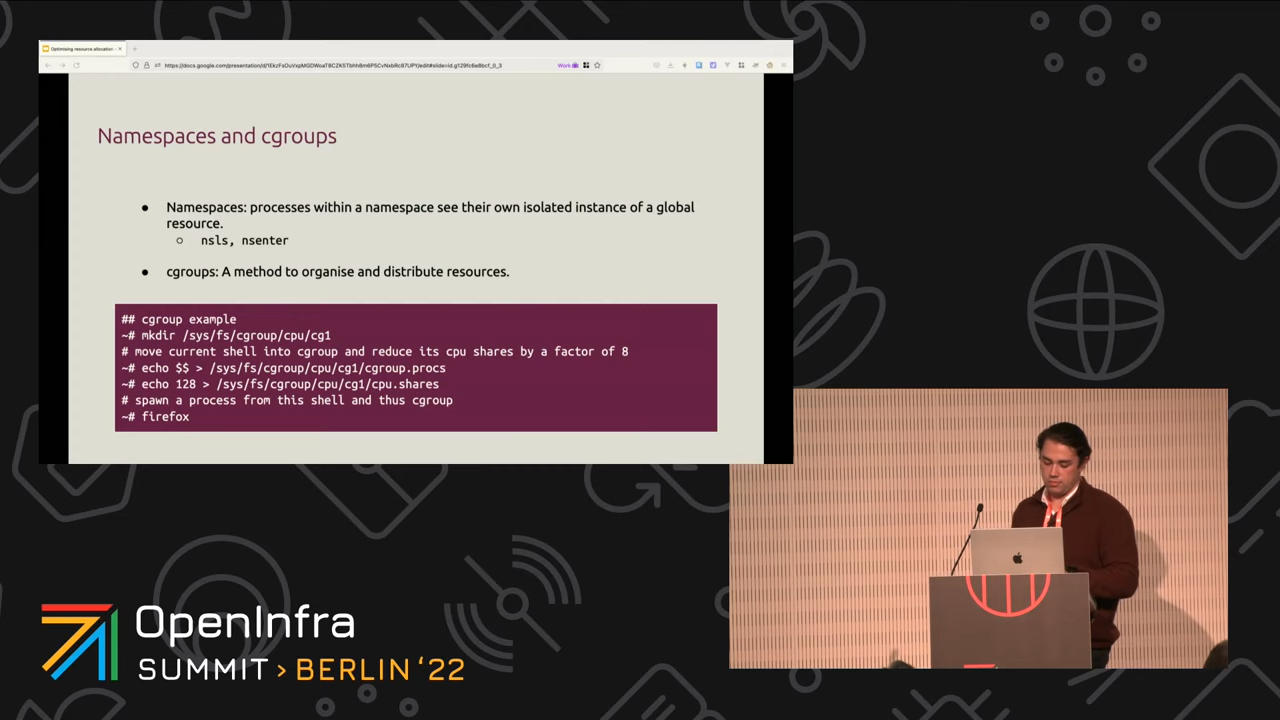 Optimising resource allocation
Work
Namespaces and cgroups
● Namespaces: processes within a namespace see their own isolated instance of a global
resource.
○ nsls, nsenter
● cgroups: A method to organise and distribute resources.
## cgroup example
~# mkdir /sys/fs/cgroup/cpu/cg1
# move current shell into cgroup and reduce its cpu shares by a factor of 8
~# echo $$ > /sys/fs/cgroup/cpu/cg1/cgroup.procs
~# echo 128 > /sys/fs/cgroup/cpu/cg1/cpu.shares
# spawn a process from this shell and thus cgroup
~# firefox
OpenInfra
SUMMIT > BERLIN ‘22